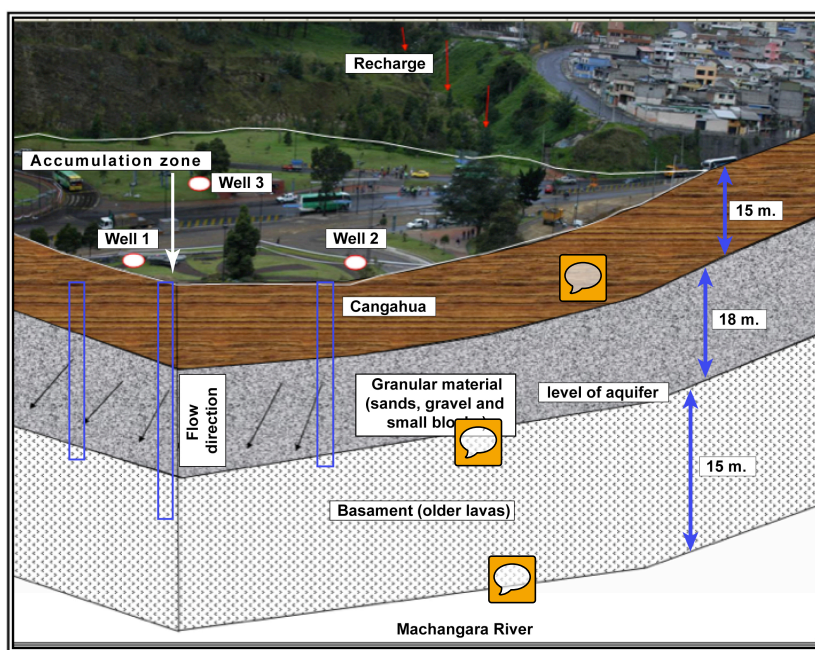 Recharge
Accumulation zone
Well 3
Well 1
Well 2
15 m.
Cangahua
18 m.
Flow
direction
Granular material
(sands, gravel and
small
level of aquifer
15 m.
Basament (older lavas)
Machangara River